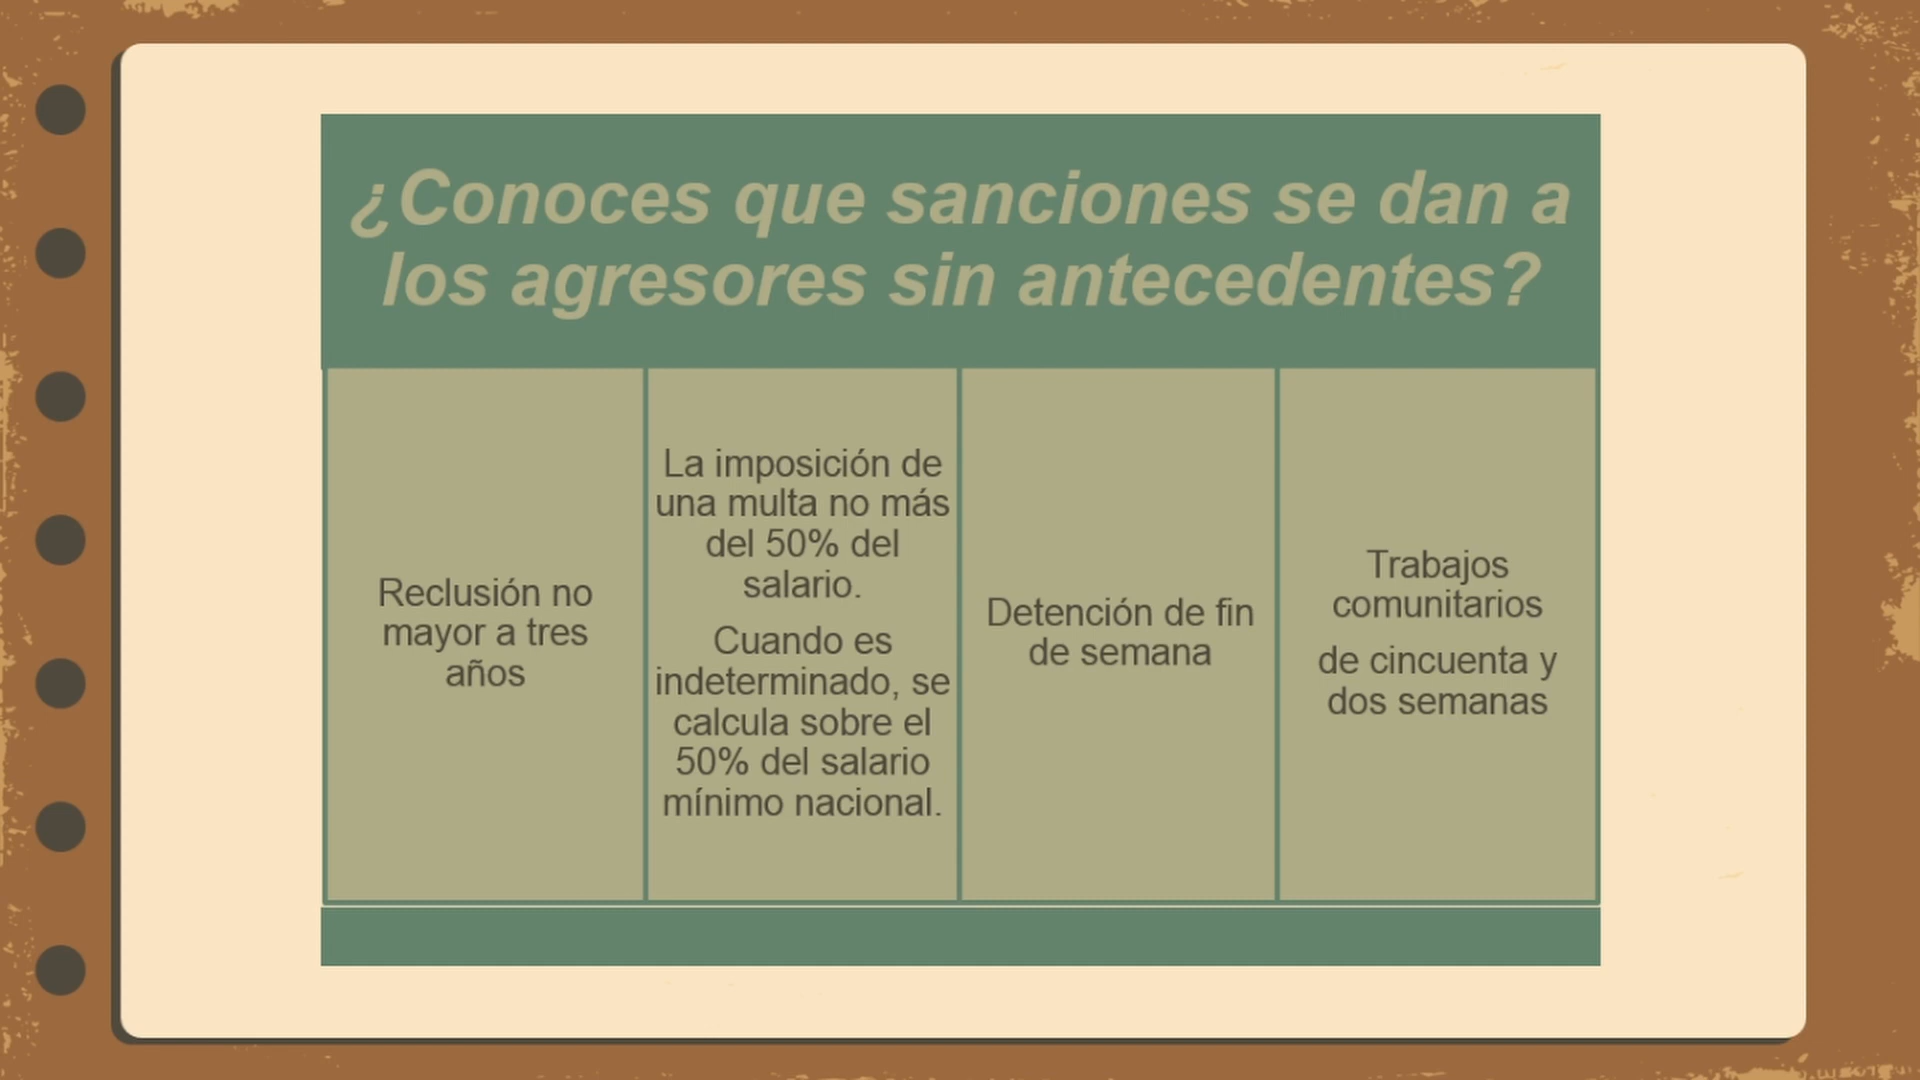 ¿Conoces que sanciones se dan a
los agresores sin antecedentes?
Reclusión no
mayor a tres
años
La imposición de
una multa no más
del 50% del
salario.
Cuando es
indeterminado, se
calcula sobre el
50% del salario
mínimo nacional.
Detención de fin
de semana
Trabajos
comunitarios
de cincuenta y
dos semanas